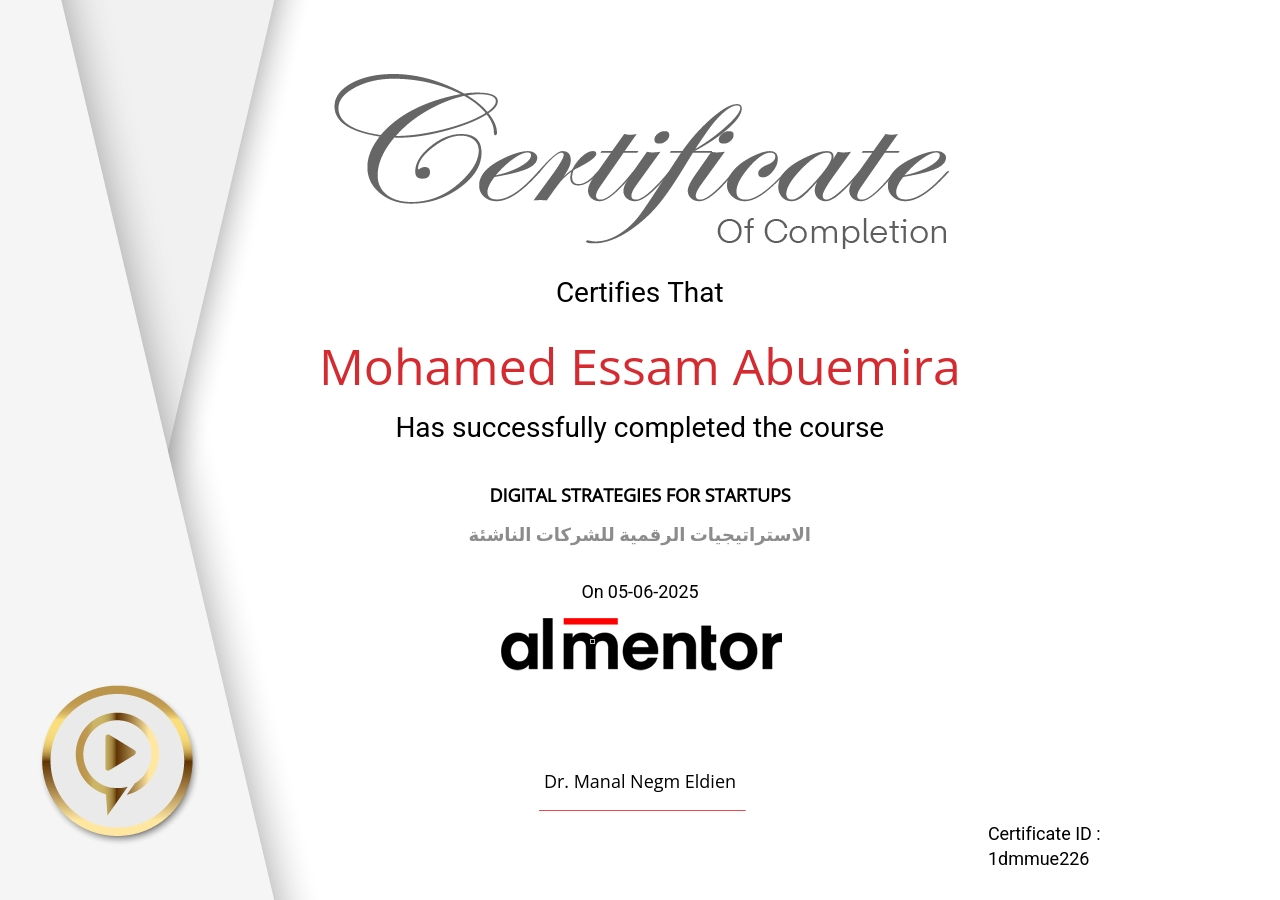 Certificate
Of Completion
Certifies That
Mohamed Essam Abuemira
Has successfully completed the course
DIGITAL STRATEGIES FOR STARTUPS
الاستراتيجيات الرقمية للشركات الناشئة
On 05-06-2025
almentor
Dr. Manal Negm Eldien
Certificate ID :
1dmmue226